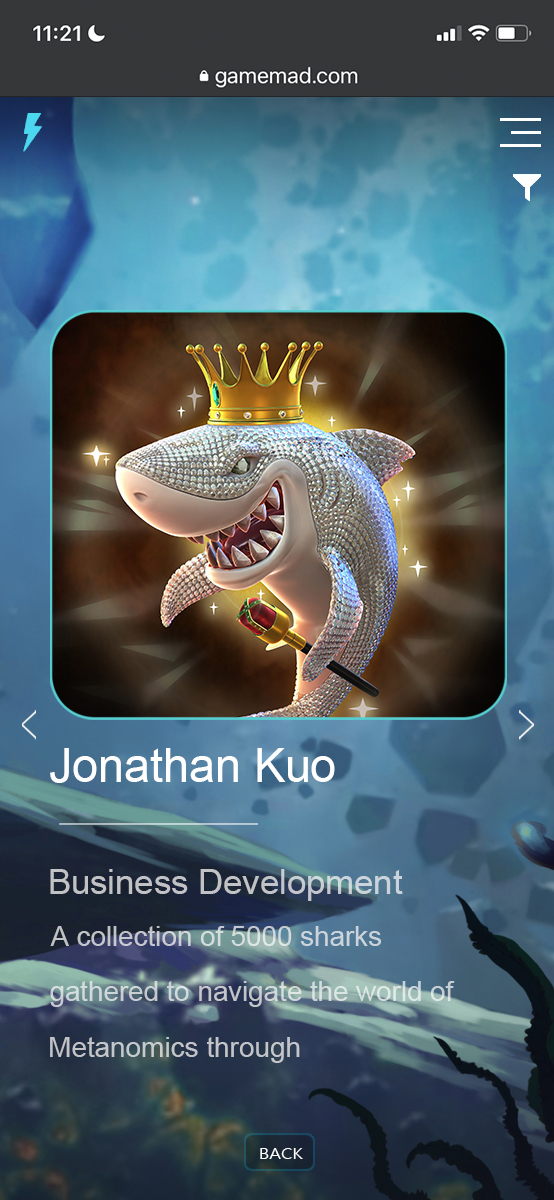 11:21
gamemad.com
Jonathan Kuo
Business Development
A collection of 5000 sharks
gathered to navigate the world of
Metanomics through
BACK